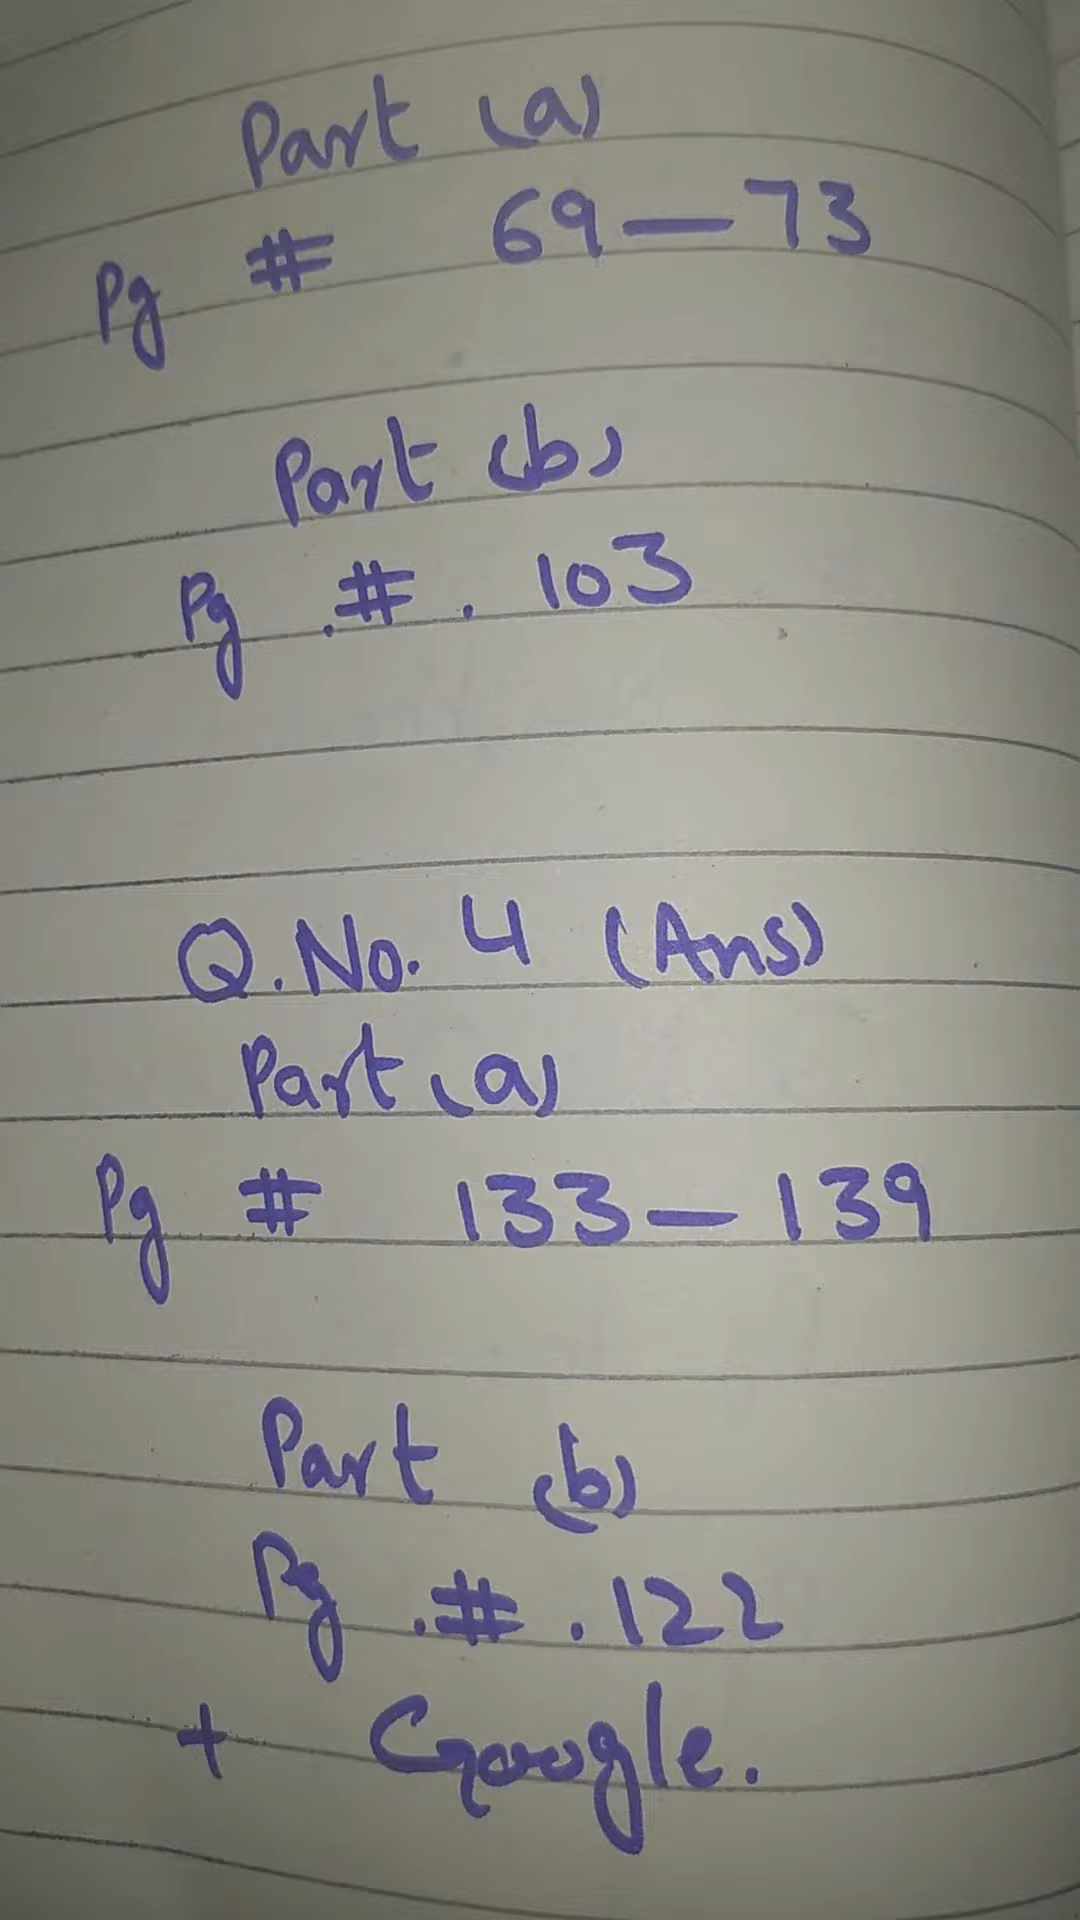 Part (a)
Pg # 69—73
Part (b)
Pg .#. 103
Q.No. 4 (Ans)
Part (a)
Pg # 133—139
Part (b)
Pg .#.122
+ Google.